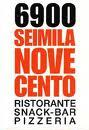 6900
SEIMILA
NOVE
CENTO
RISTORANTE
SNACK-BAR
PIZZERIA